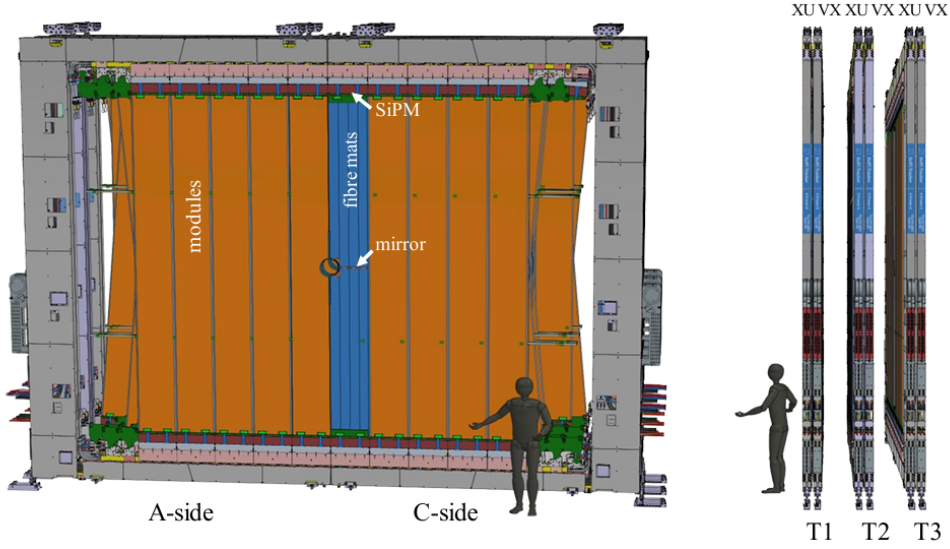 XU VX XU VX XU VX
SiPM
fibre mats
modules
mirror
A-side
C-side
T1
T2
T3